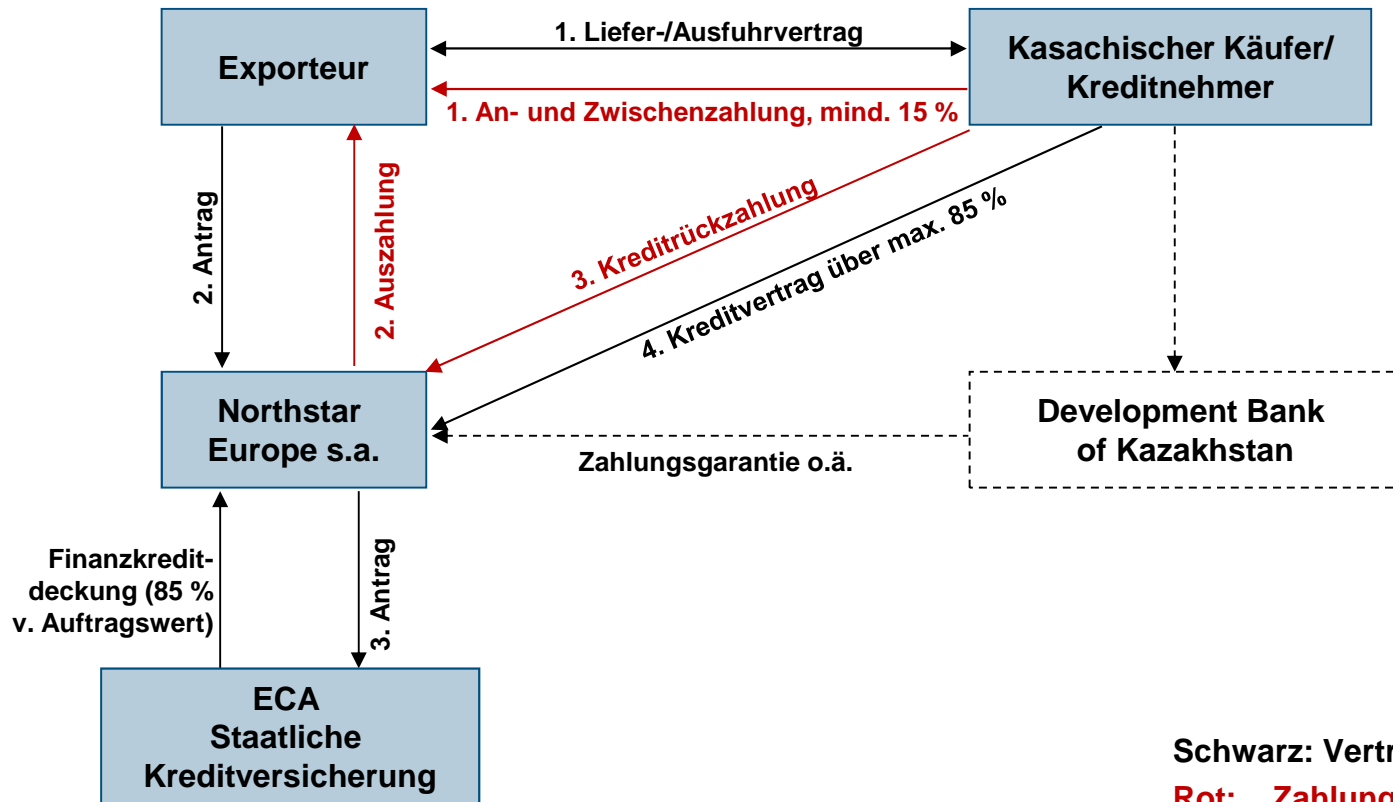 1. Liefer-/Ausfuhrvertrag
Exporteur
Kasachischer Käufer/
Kreditnehmer
1. An- und Zwischenzahlung, mind. 15 %
2. Antrag
2. Auszahlung
3. Kreditrückzahlung
4. Kreditvertrag über max. 85 %
Northstar
Europe s.a.
Development Bank
of Kazakhstan
Zahlungsgarantie o.ä.
Finanzkredit-
deckung (85 %
v. Auftragswert)
3. Antrag
ECA
Staatliche
Kreditversicherung
Schwarz:
Rot: